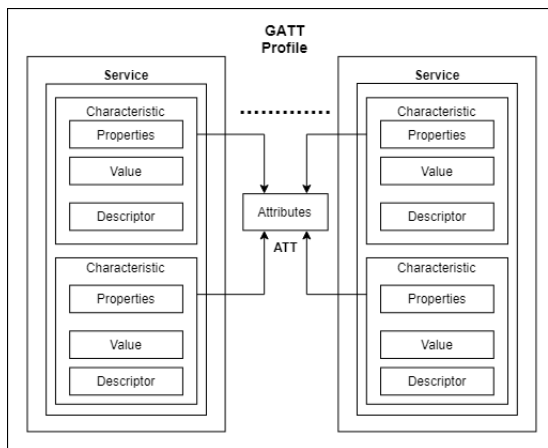 GATT
Profile
Service
Characteristic
Properties
Value
Descriptor
Characteristic
Properties
Value
Descriptor
Attributes
ATT
Service
Characteristic
Properties
Value
Descriptor
Characteristic
Properties
Value
Descriptor